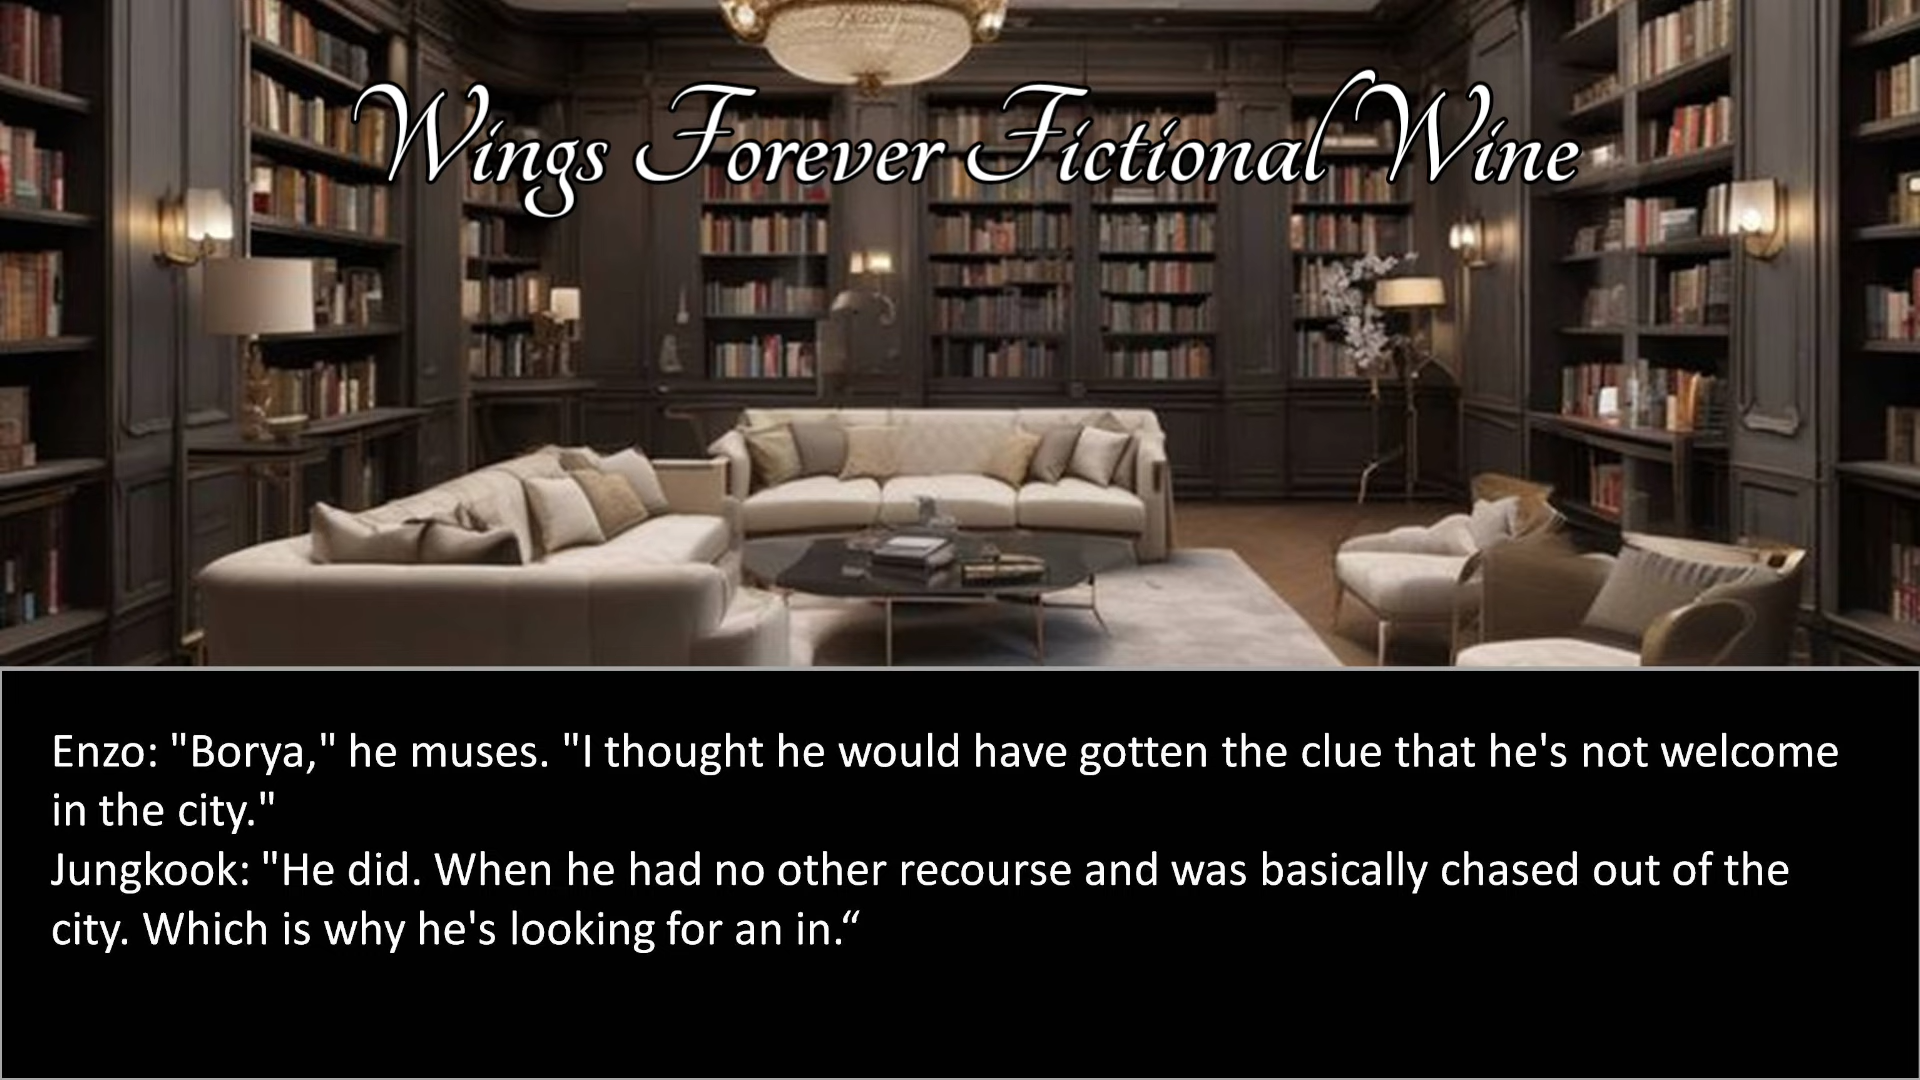 Wings Forever Fictional Wine
Enzo: "Borya," he muses. "I thought he would have gotten the clue that he's not welcome
in the city."
Jungkook: "He did. When he had no other recourse and was basically chased out of the
city. Which is why he's looking for an in.“